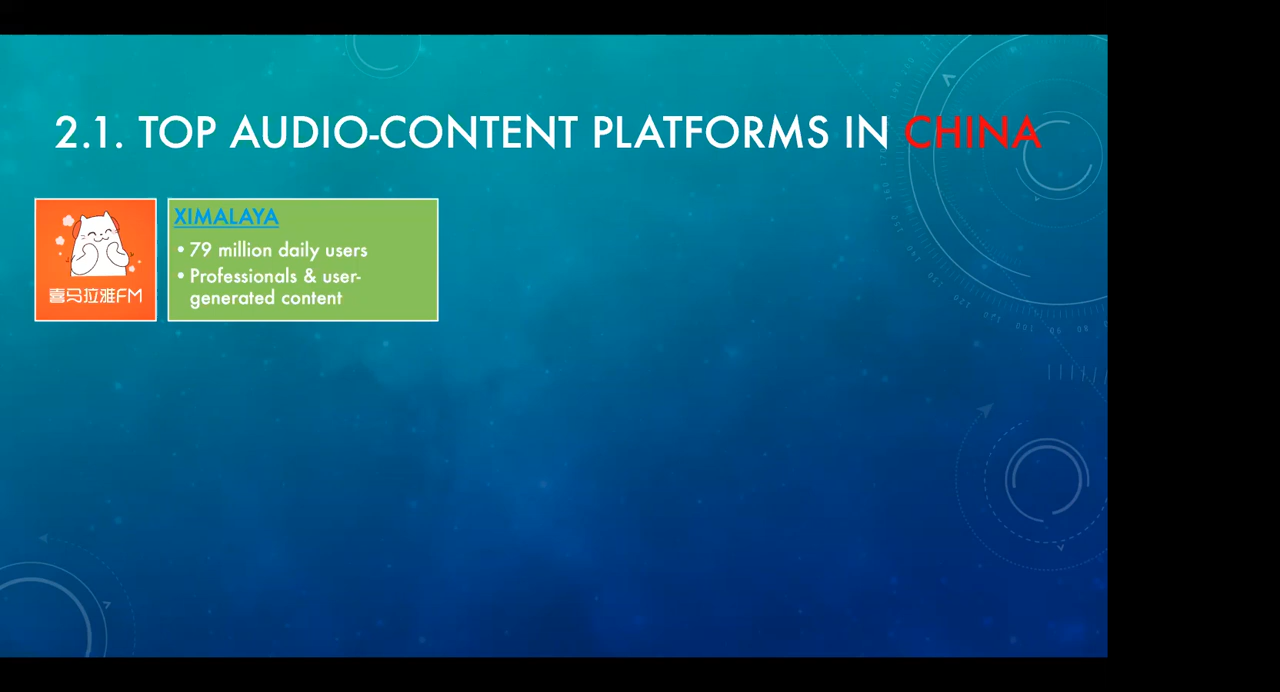 2.1. TOP AUDIO-CONTENT PLATFORMS IN CHINA
喜马拉雅FM
XIMALAYA
• 79 million daily users
• Professionals & user-
generated content